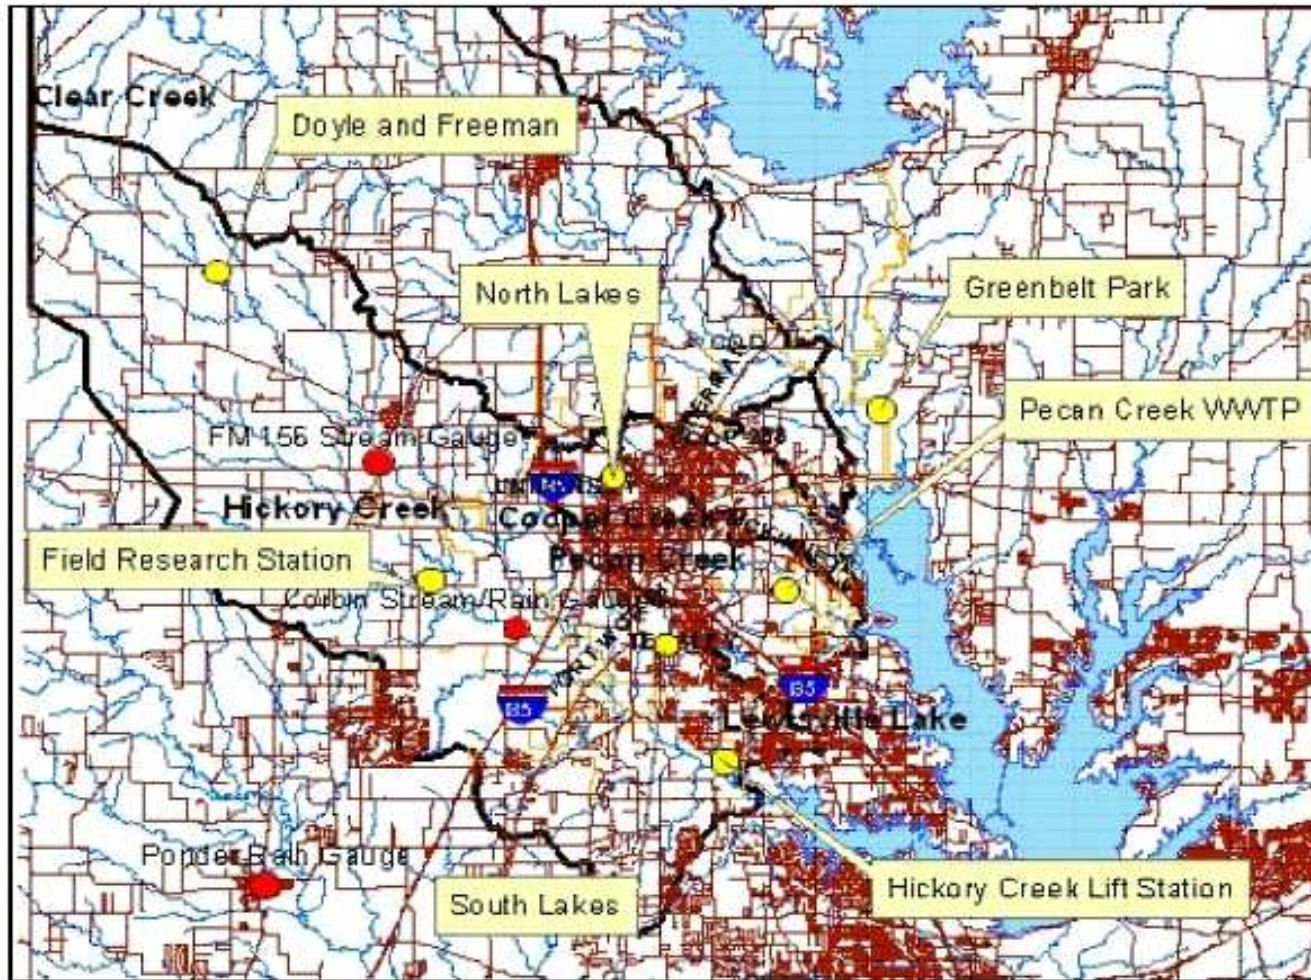 Clear Creek
Doyle and Freeman
North Lakes
Greenbelt Park
Pecan Creek WWTP
FM 156 Stream Gauge
Hickory Creek
Cooper Creek
Field Research Station
Pecan Creek
Corbin Stream/Rain Gauge
I35
I35
Lewisville Lake
Ponder Rain Gauge
South Lakes
Hickory Creek Lift Station